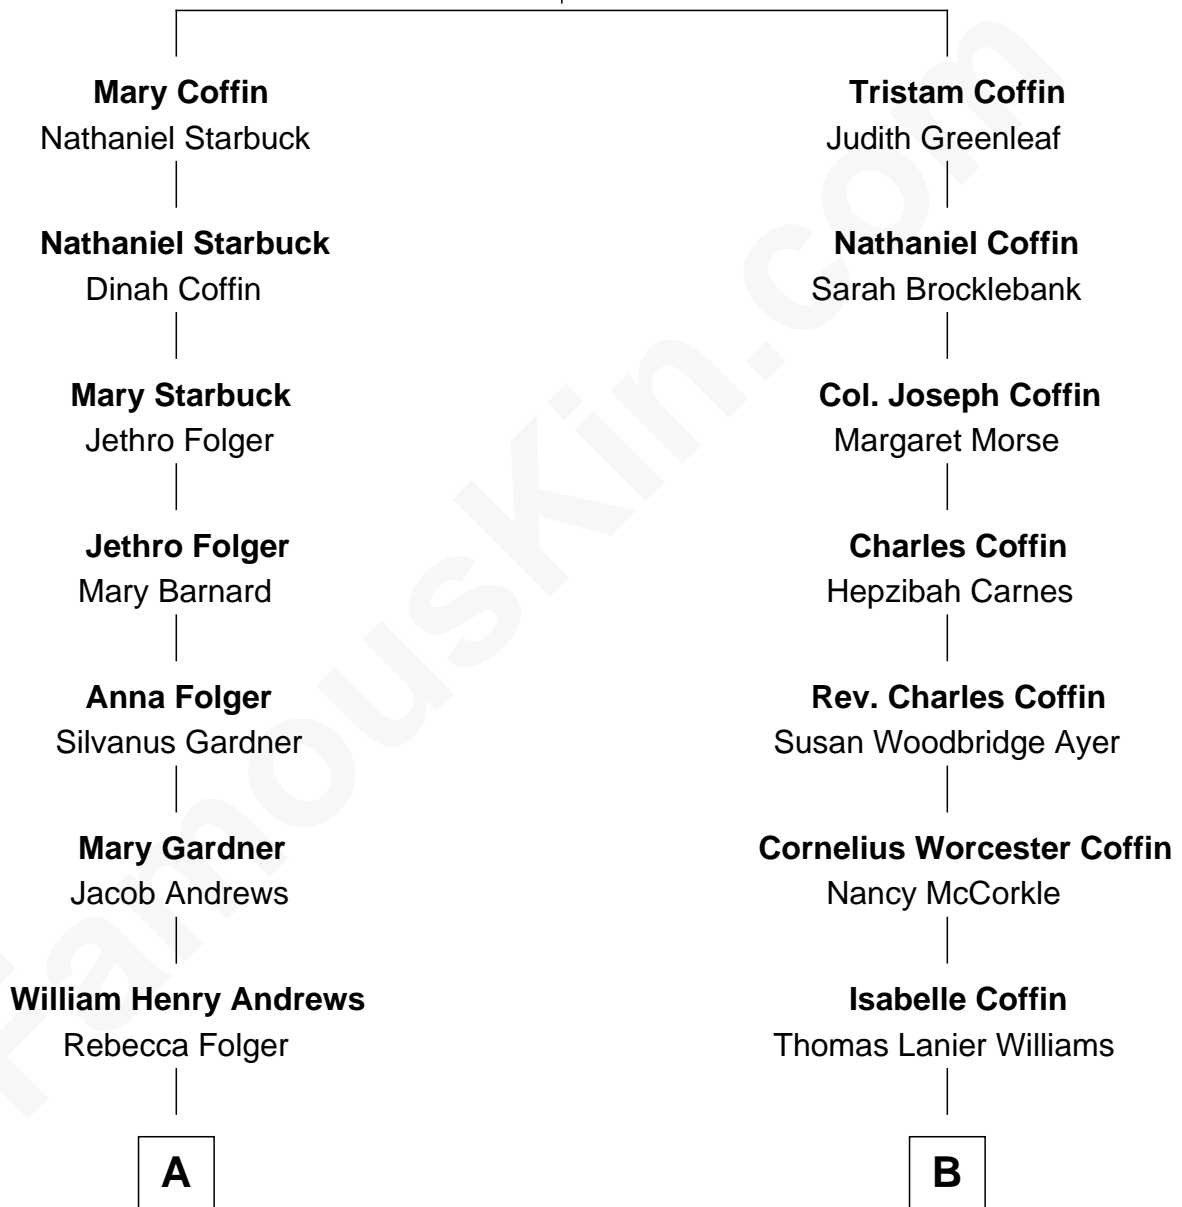 Mary Coffin
Nathaniel Starbuck
Nathaniel Starbuck
Dinah Coffin
Mary Starbuck
Jethro Folger
Jethro Folger
Mary Barnard
Anna Folger
Silvanus Gardner
Mary Gardner
Jacob Andrews
William Henry Andrews
Rebecca Folger
A
Tristam Coffin
Judith Greenleaf
Nathaniel Coffin
Sarah Brocklebank
Col. Joseph Coffin
Margaret Morse
Charles Coffin
Hepzibah Carnes
Rev. Charles Coffin
Susan Woodbridge Ayer
Cornelius Worcester Coffin
Nancy McCorkle
Isabelle Coffin
Thomas Lanier Williams
B
FamousKin.com